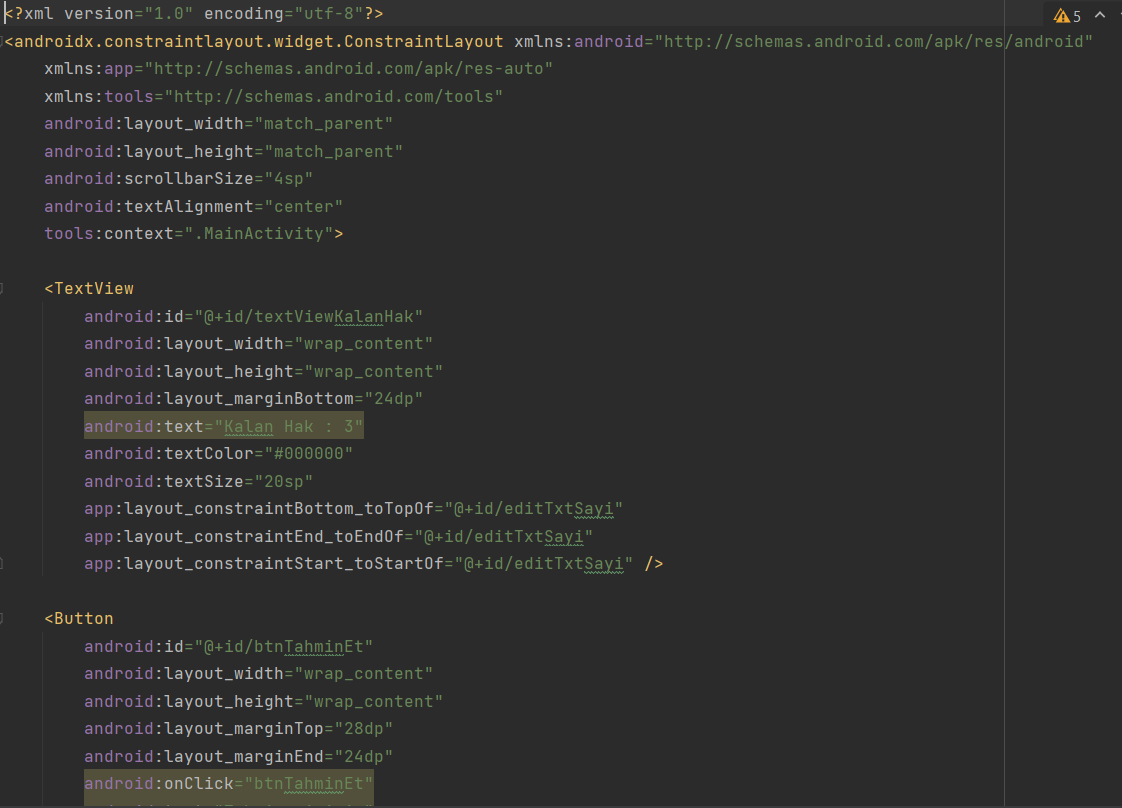 <?xml version="1.0" encoding="utf-8"?>
5
<androidx.constraintlayout.widget.ConstraintLayout xmlns:android="http://schemas.android.com/apk/res/android"
    xmlns:app="http://schemas.android.com/apk/res-auto"
    xmlns:tools="http://schemas.android.com/tools"
    android:layout_width="match_parent"
    android:layout_height="match_parent"
    android:scrollbarSize="4sp"
    android:textAlignment="center"
    tools:context=".MainActivity">
    <TextView
        android:id="@+id/textViewKalanHak"
        android:layout_width="wrap_content"
        android:layout_height="wrap_content"
        android:layout_marginBottom="24dp"
        android:text="Kalan Hak : 3"
        android:textColor="#000000"
        android:textSize="20sp"
        app:layout_constraintBottom_toTopOf="@+id/editTxtSayi"
        app:layout_constraintEnd_toEndOf="@+id/editTxtSayi"
        app:layout_constraintStart_toStartOf="@+id/editTxtSayi" />
    <Button
        android:id="@+id/btnTahminEt"
        android:layout_width="wrap_content"
        android:layout_height="wrap_content"
        android:layout_marginTop="28dp"
        android:layout_marginEnd="24dp"
        android:onClick="btnTahminEt"